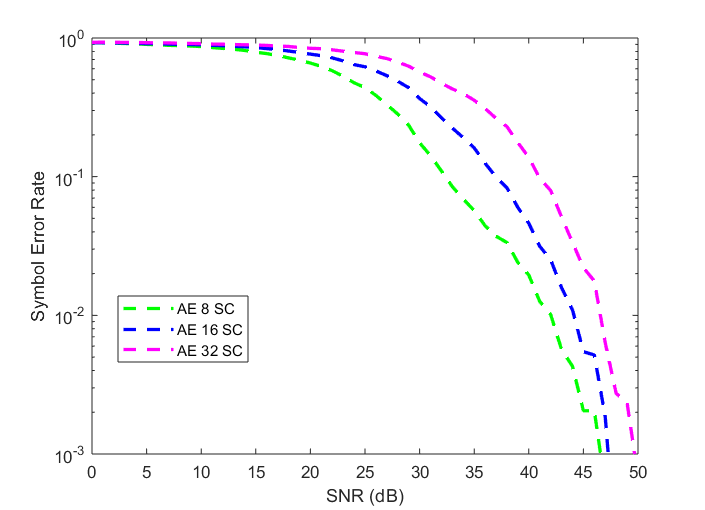 10^0
10^-1
10^-2
10^-3
Symbol Error Rate
AE 8 SC
AE 16 SC
AE 32 SC
0 5 10 15 20 25 30 35 40 45 50
SNR (dB)